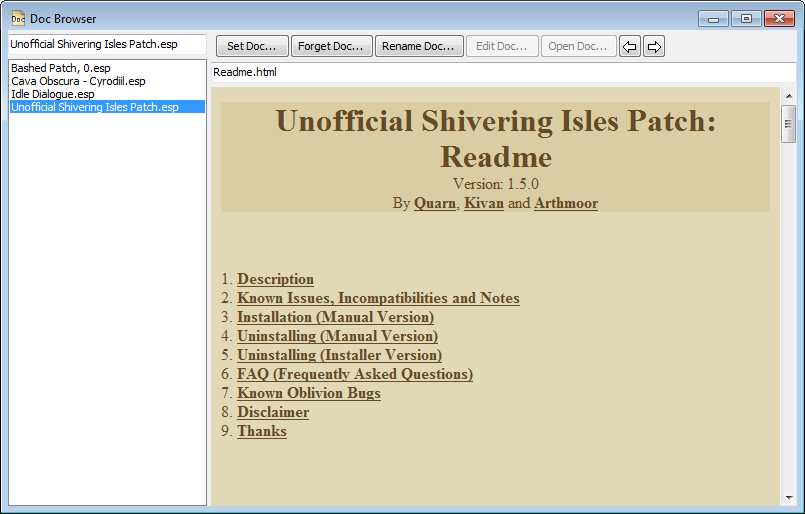 Doc Browser
Unofficial Shivering Isles Patch.esp
Set Doc... Forget Doc... Rename Doc... Edit Doc... Open Doc...
Readme.html
Bashed Patch, 0.esp
Cava Obscura - Cyrodiil.esp
Idle Dialogue.esp
Unofficial Shivering Isles Patch.esp
Unofficial Shivering Isles Patch:
Readme
Version: 1.5.0
By Quarn, Kivan and Arthmoor
1. Description
2. Known Issues, Incompatibilities and Notes
3. Installation (Manual Version)
4. Uninstalling (Manual Version)
5. Uninstalling (Installer Version)
6. FAQ (Frequently Asked Questions)
7. Known Oblivion Bugs
8. Disclaimer
9. Thanks